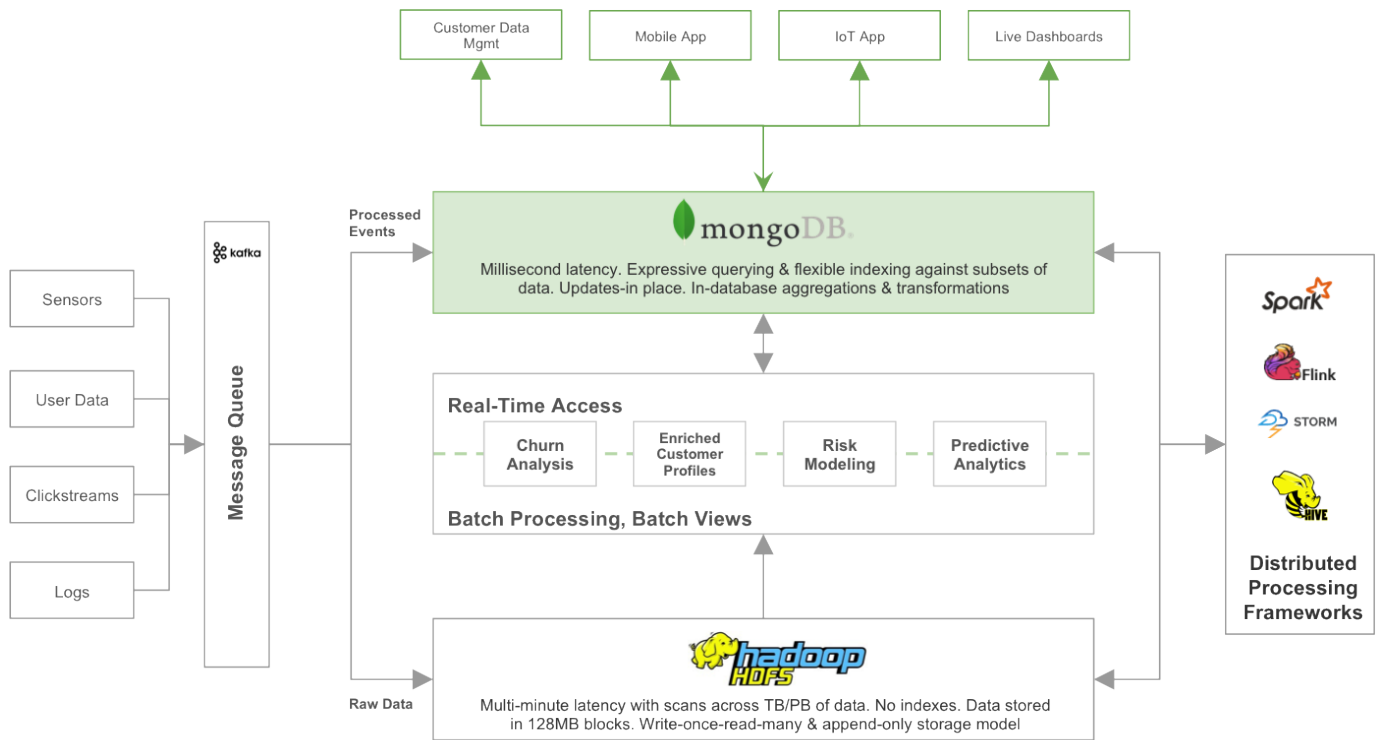 Customer Data
Mgmt
Mobile App
IoT App
Live Dashboards
Processed
Events
mongoDB.
Millisecond latency. Expressive querying & flexible indexing against subsets of
data. Updates-in place. In-database aggregations & transformations
kafka
Message Queue
Sensors
User Data
Clickstreams
Logs
Real-Time Access
Churn
Analysis
Enriched
Customer
Profiles
Risk
Modeling
Predictive
Analytics
Batch Processing, Batch Views
Spark
Flink
STORM
HIVE
Distributed
Processing
Frameworks
Raw Data
hadoop
HDFS
Multi-minute latency with scans across TB/PB of data. No indexes. Data stored
in 128MB blocks. Write-once-read-many & append-only storage model